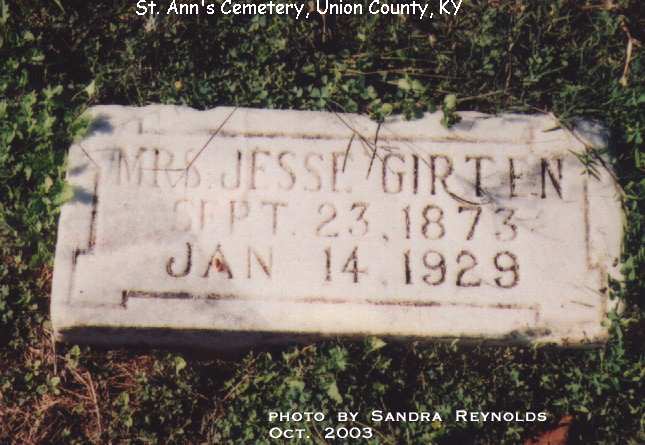 St. Ann's Cemetery, Union County, KY
MRS. JESSE GIRTEN
SEPT. 23, 1873
JAN 14 1929
PHOTO BY SANDRA REYNOLDS
OCT. 2003